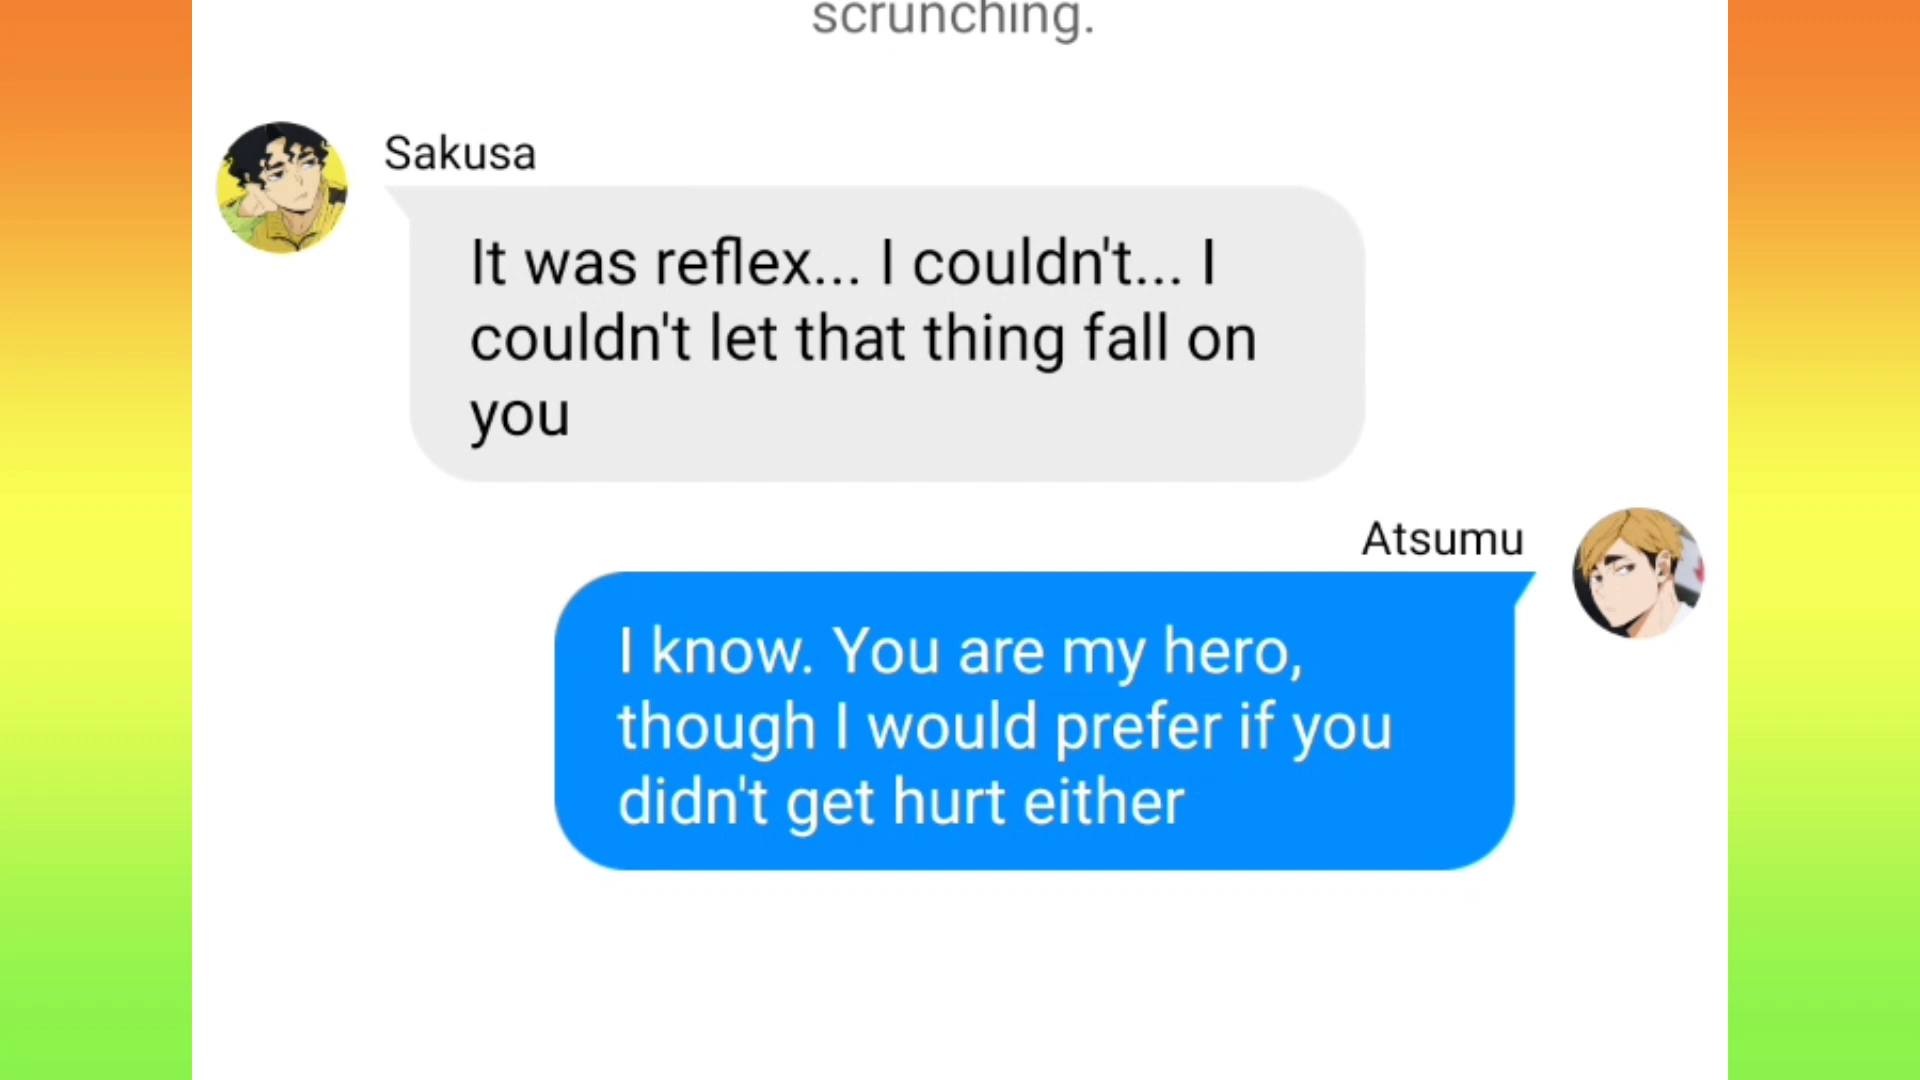 scrunching.
Sakusa
It was reflex... I couldn't... I
couldn't let that thing fall on
you
Atsumu
I know. You are my hero,
though I would prefer if you
didn't get hurt either